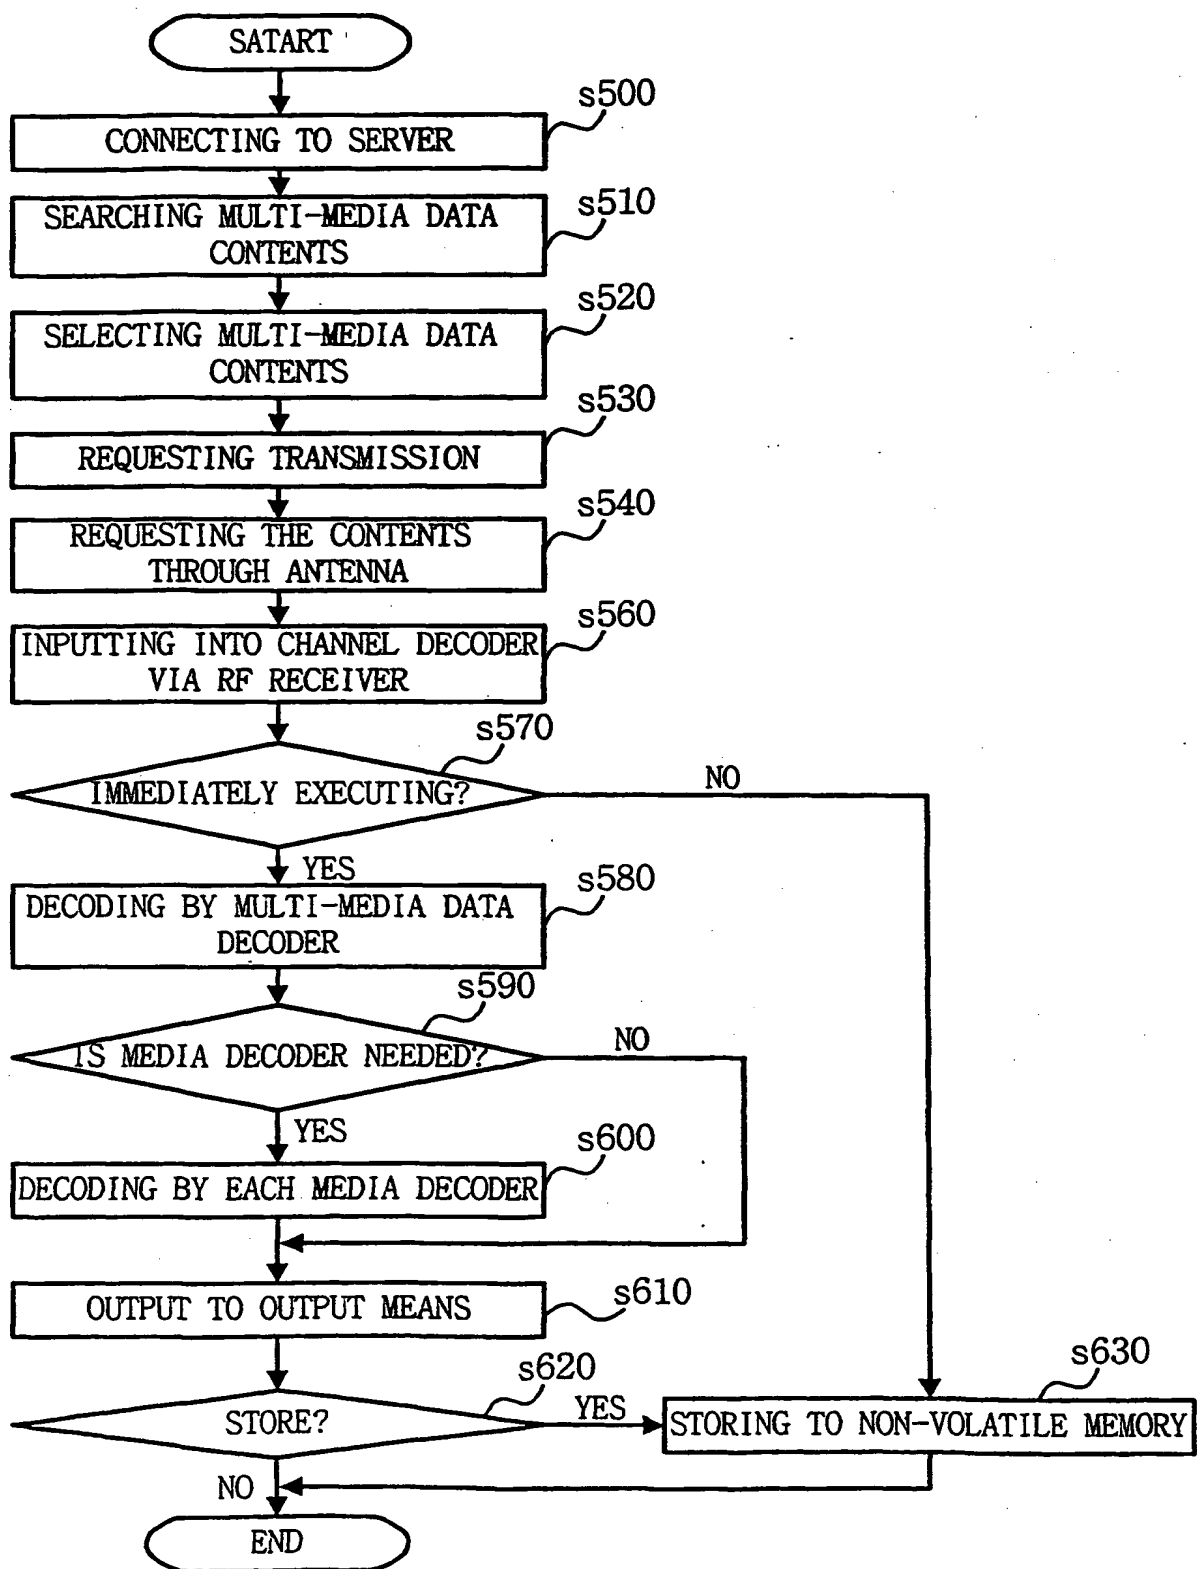 SATART
s500
CONNECTING TO SERVER
s510
SEARCHING MULTI-MEDIA DATA
CONTENTS
s520
SELECTING MULTI-MEDIA DATA
CONTENTS
s530
REQUESTING TRANSMISSION
s540
REQUESTING THE CONTENTS
THROUGH ANTENNA
s560
INPUTTING INTO CHANNEL DECODER
VIA RF RECEIVER
s570
IMMEDIATELY EXECUTING?
NO
YES
s580
DECODING BY MULTI-MEDIA DATA
DECODER
s590
IS MEDIA DECODER NEEDED?
NO
YES
s600
DECODING BY EACH MEDIA DECODER
s610
OUTPUT TO OUTPUT MEANS
s620
STORE?
YES
s630
STORING TO NON-VOLATILE MEMORY
NO
END